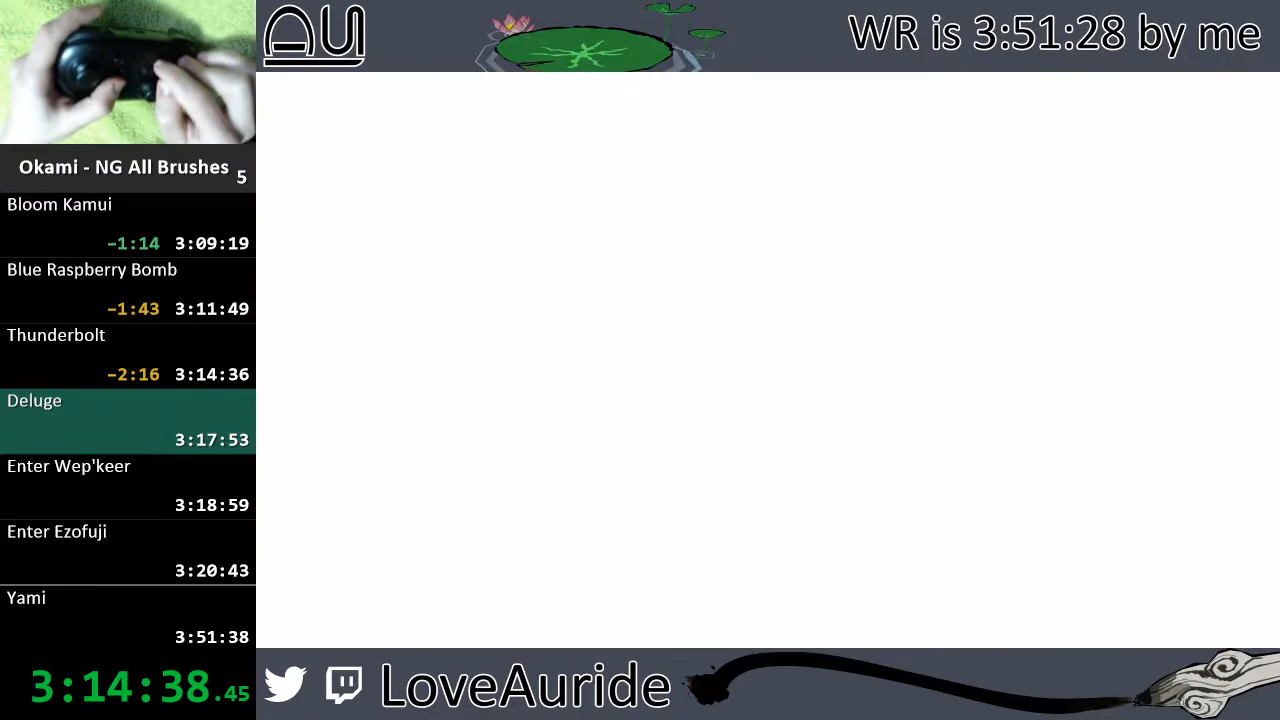 AU
WR is 3:51:28 by me
Okami - NG All Brushes 5
Bloom Kamui
-1:14 3:09:19
Blue Raspberry Bomb
-1:43 3:11:49
Thunderbolt
-2:16 3:14:36
Deluge
3:17:53
Enter Wep'keer
3:18:59
Enter Ezofuji
3:20:43
Yami
3:51:38
3:14:38.45
LoveAuride